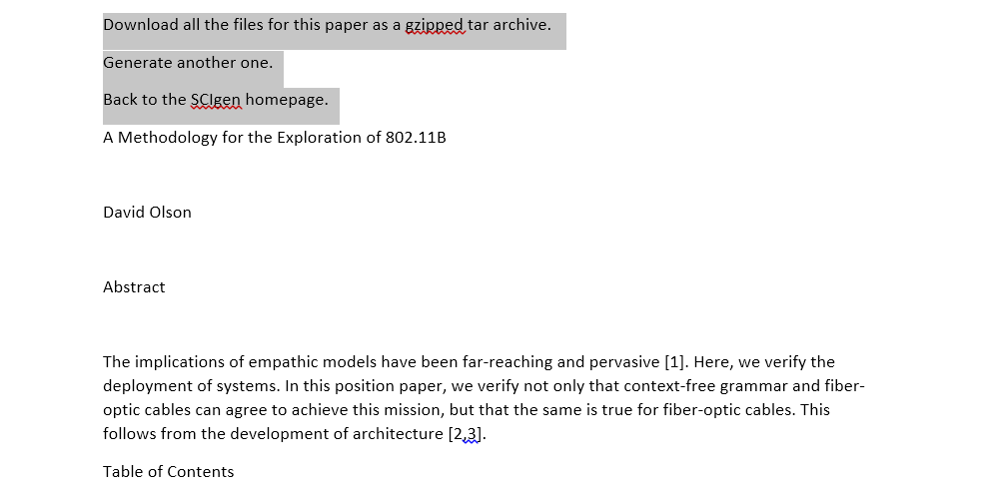 Download all the files for this paper as a gzipped tar archive.
Generate another one.
Back to the SCIgen homepage.
A Methodology for the Exploration of 802.11B
David Olson
Abstract
The implications of empathic models have been far-reaching and pervasive [1]. Here, we verify the
deployment of systems. In this position paper, we verify not only that context-free grammar and fiber-
optic cables can agree to achieve this mission, but that the same is true for fiber-optic cables. This
follows from the development of architecture [2,3].
Table of Contents